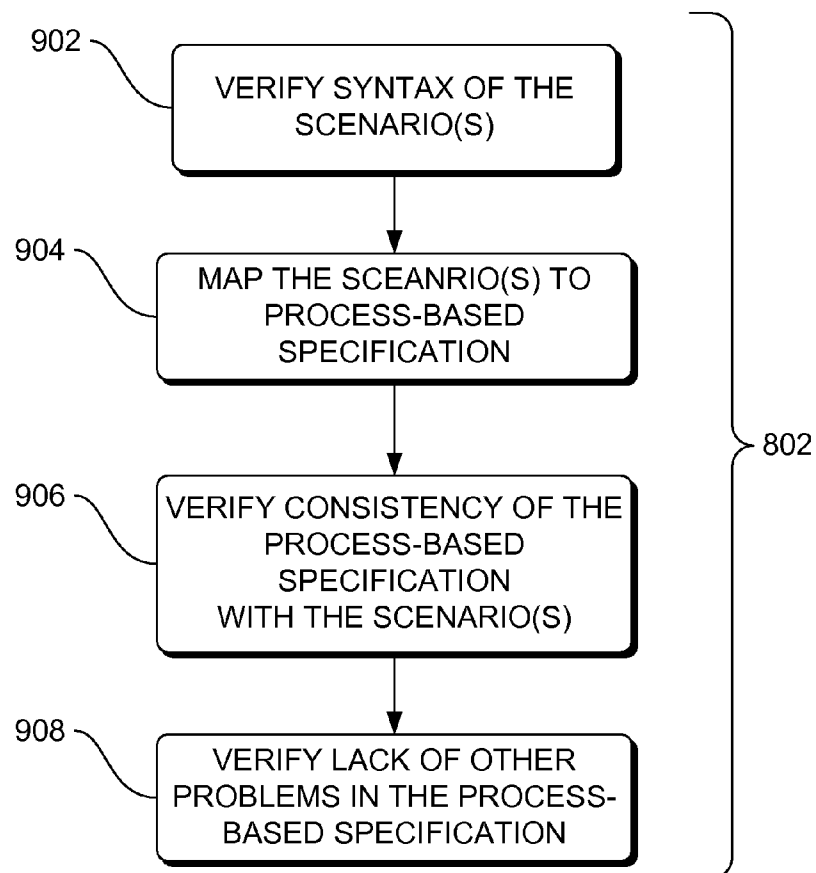 902
VERIFY SYNTAX OF THE
SCENARIO(S)
904
MAP THE SCEANRIO(S) TO
PROCESS-BASED
SPECIFICATION
802
906
VERIFY CONSISTENCY OF THE
PROCESS-BASED
SPECIFICATION
WITH THE SCENARIO(S)
908
VERIFY LACK OF OTHER
PROBLEMS IN THE PROCESS-
BASED SPECIFICATION